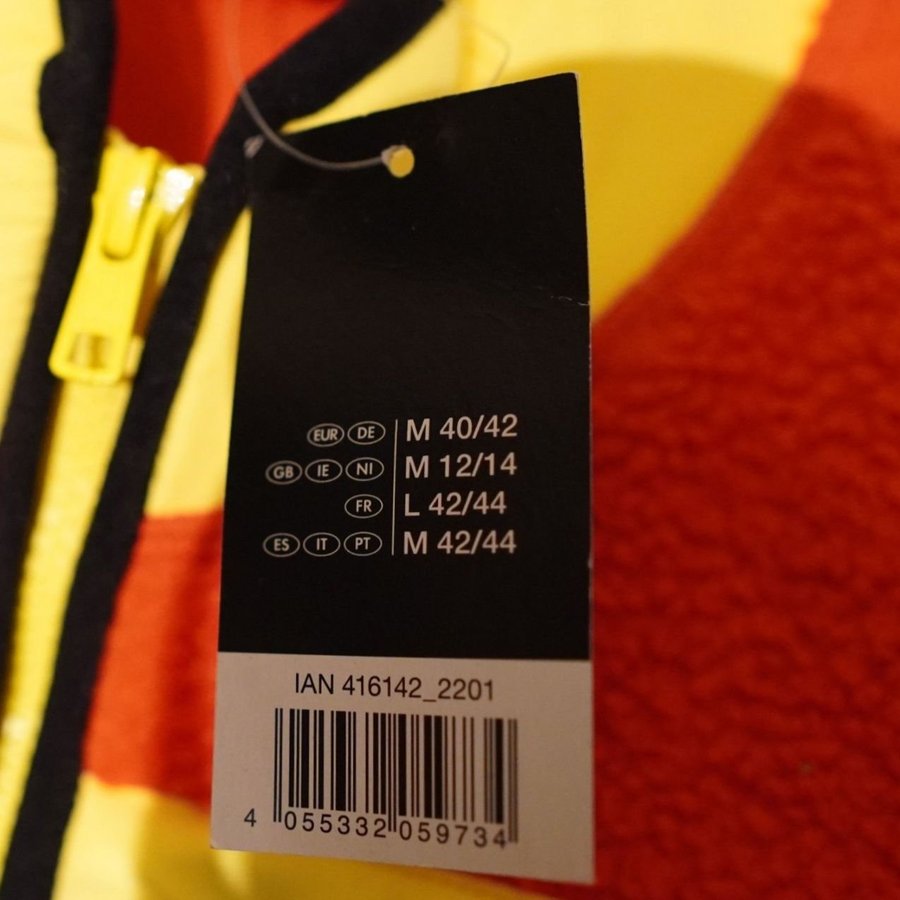 EUR DE M 40/42
GB IE NI M 12/14
FR L 42/44
ES IT PT M 42/44
IAN 416142_2201
4 055332 059734